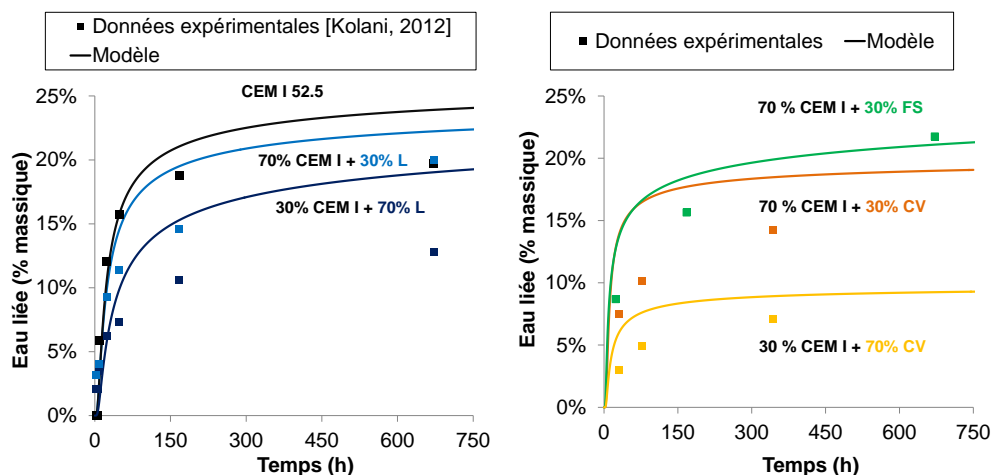 Données expérimentales [Kolani, 2012]
Modèle
CEM I 52.5
70% CEM I + 30% L
30% CEM I + 70% L
25%
20%
15%
10%
5%
0%
0
150
300
450
600
750
Eau liée (% massique)
Temps (h)
Données expérimentales
Modèle
70 % CEM I + 30% FS
70 % CEM I + 30% CV
30 % CEM I + 70% CV
25%
20%
15%
10%
5%
0%
0
150
300
450
600
750
Eau liée (% massique)
Temps (h)